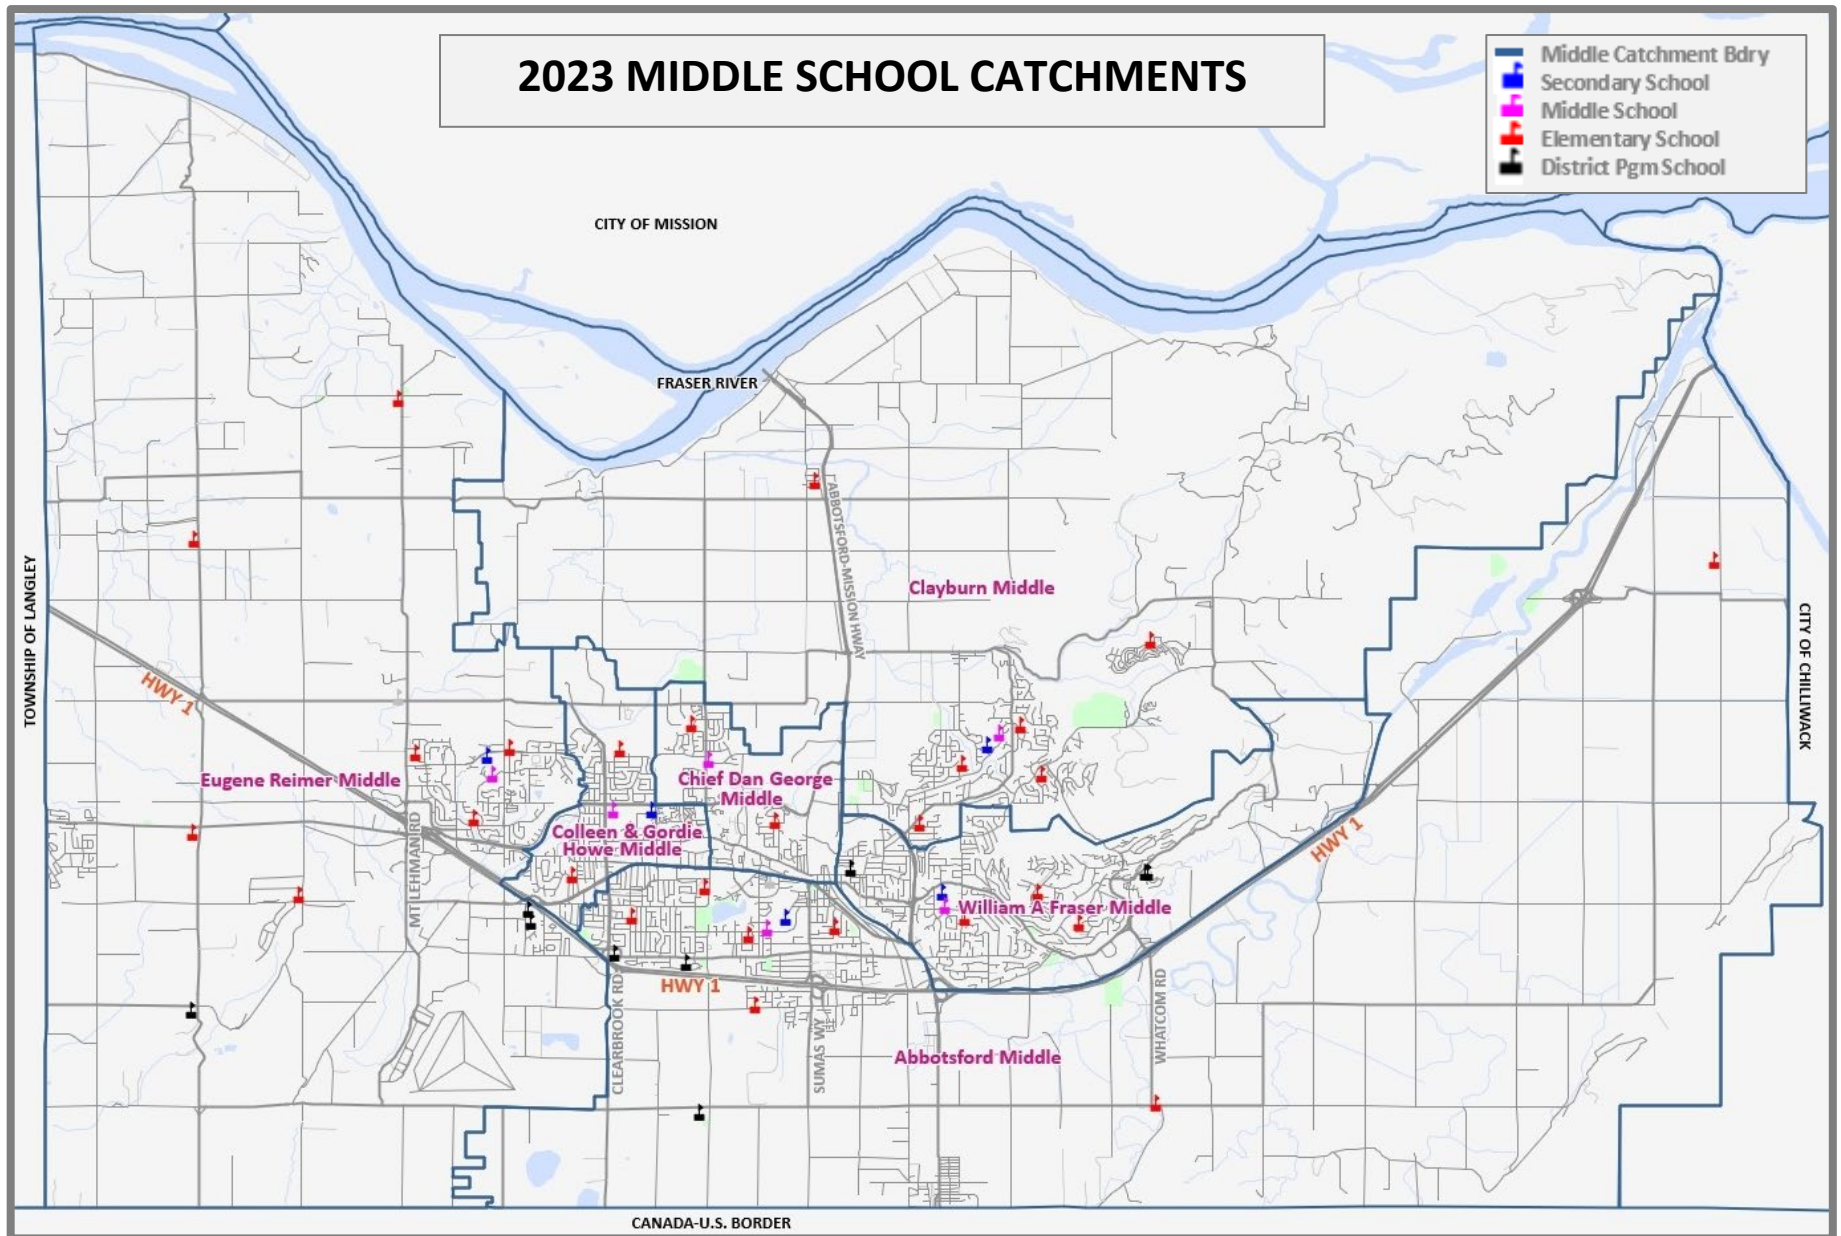 2023 MIDDLE SCHOOL CATCHMENTS
Middle Catchment Bdry
Secondary School
Middle School
Elementary School
District Pgm School
CITY OF MISSION
FRASER RIVER
ABBOTSFORD-MISSION HWAY
Clayburn Middle
TOWNSHIP OF LANGLEY
CITY OF CHILLIWACK
HWY 1
Eugene Reimer Middle
Chief Dan George
Middle
Colleen & Gordie
Howe Middle
MT LEHMAN RD
HWY 1
William A Fraser Middle
HWY 1
CLEARBROOK RD
SUMAS WY
WHATCOM RD
Abbotsford Middle
CANADA-U.S. BORDER